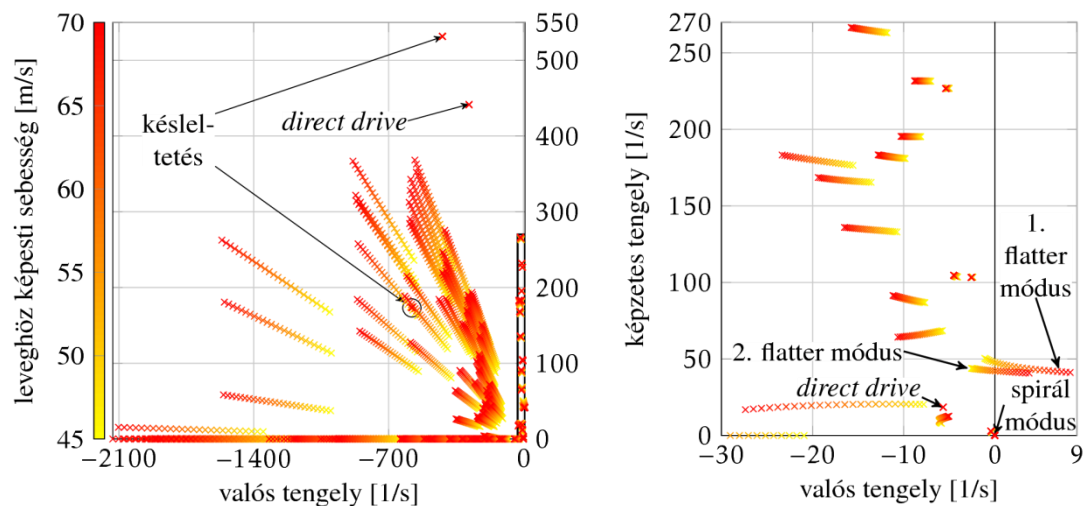 70
65
60
55
53
50
45
leveghöz képesti sebesség [m/s]
550
500
400
300
200
100
0
késlel-
tetés
direct drive
−2100
−1400
−700
0
valós tengely [1/s]
270
250
200
150
100
50
0
képzetes tengely [1/s]
1.
flatter
módus
2. flatter módus
direct drive
spirál
módus
−30
−20
−10
0
9
valós tengely [1/s]